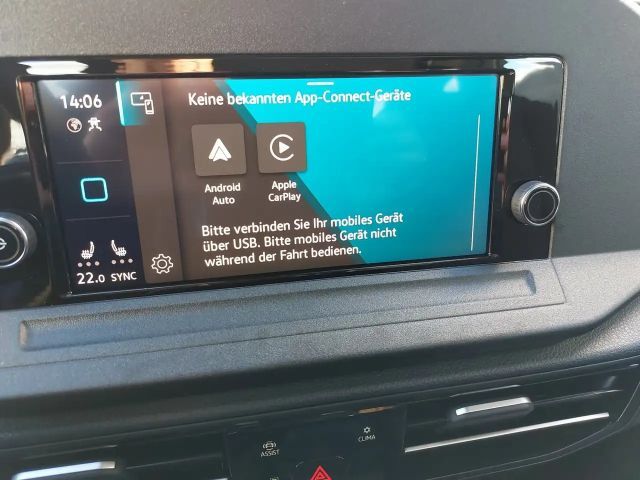 14:06
Keine bekannten App-Connect-Geräte
Android
Auto
Apple
CarPlay
Bitte verbinden Sie Ihr mobiles Gerät
über USB. Bitte mobiles Gerät nicht
während der Fahrt bedienen.
22.0 SYNC
CLIMA
ASSIST